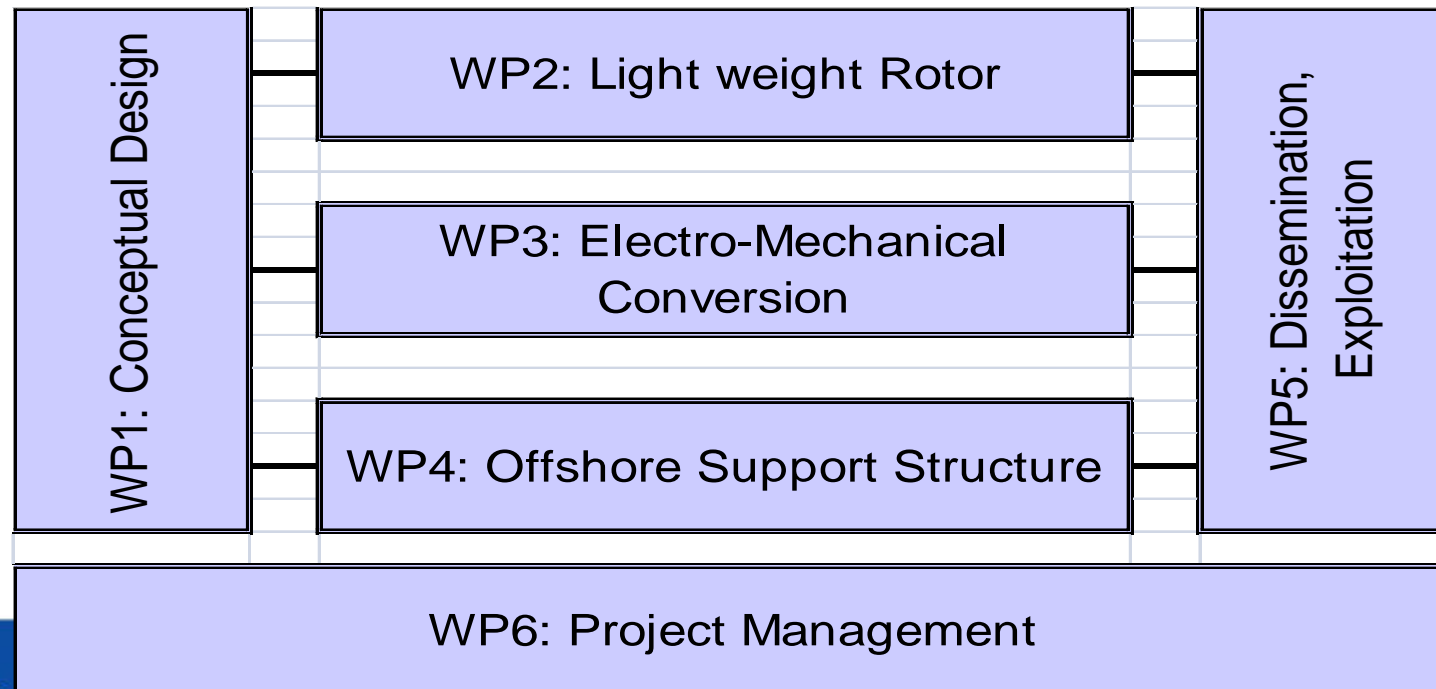 WP1: Conceptual Design
WP2: Light weight Rotor
WP3: Electro-Mechanical
Conversion
WP4: Offshore Support Structure
WP5: Dissemination,
Exploitation
WP6: Project Management